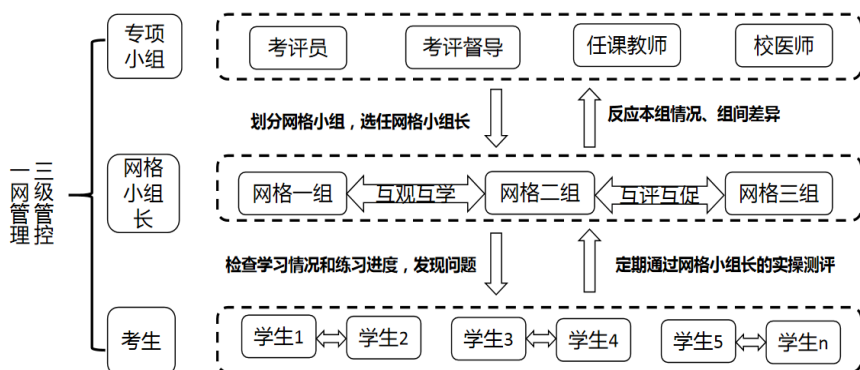 专项
小组
考评员
考评督导
任课教师
校医师
划分网格小组，选任网格小组长
反应本组情况、组间差异
三级管控
一网管理
网格
小组
长
网格一组
互观互学
网格二组
互评互促
网格三组
检查学习情况和练习进度，发现问题
定期通过网格小组长的实操测评
考生
学生1
学生2
学生3
学生4
学生5
学生n